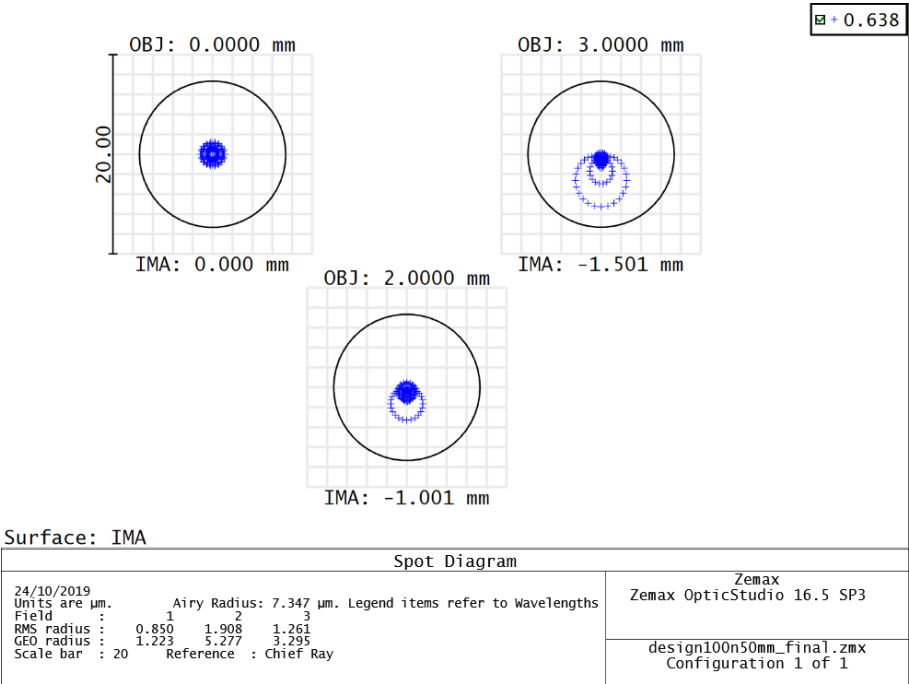 + 0.638
OBJ: 0.0000 mm
OBJ: 3.0000 mm
20.00
IMA: 0.000 mm
IMA: -1.501 mm
OBJ: 2.0000 mm
IMA: -1.001 mm
Surface: IMA
Spot Diagram
24/10/2019
Units are µm. Airy Radius: 7.347 µm. Legend items refer to Wavelengths
Field : 1 2 3
RMS radius : 0.850 1.908 1.261
GEO radius : 1.223 5.277 3.295
Scale bar : 20 Reference : Chief Ray
Zemax
Zemax OpticStudio 16.5 SP3
design100n50mm_final.zmx
Configuration 1 of 1